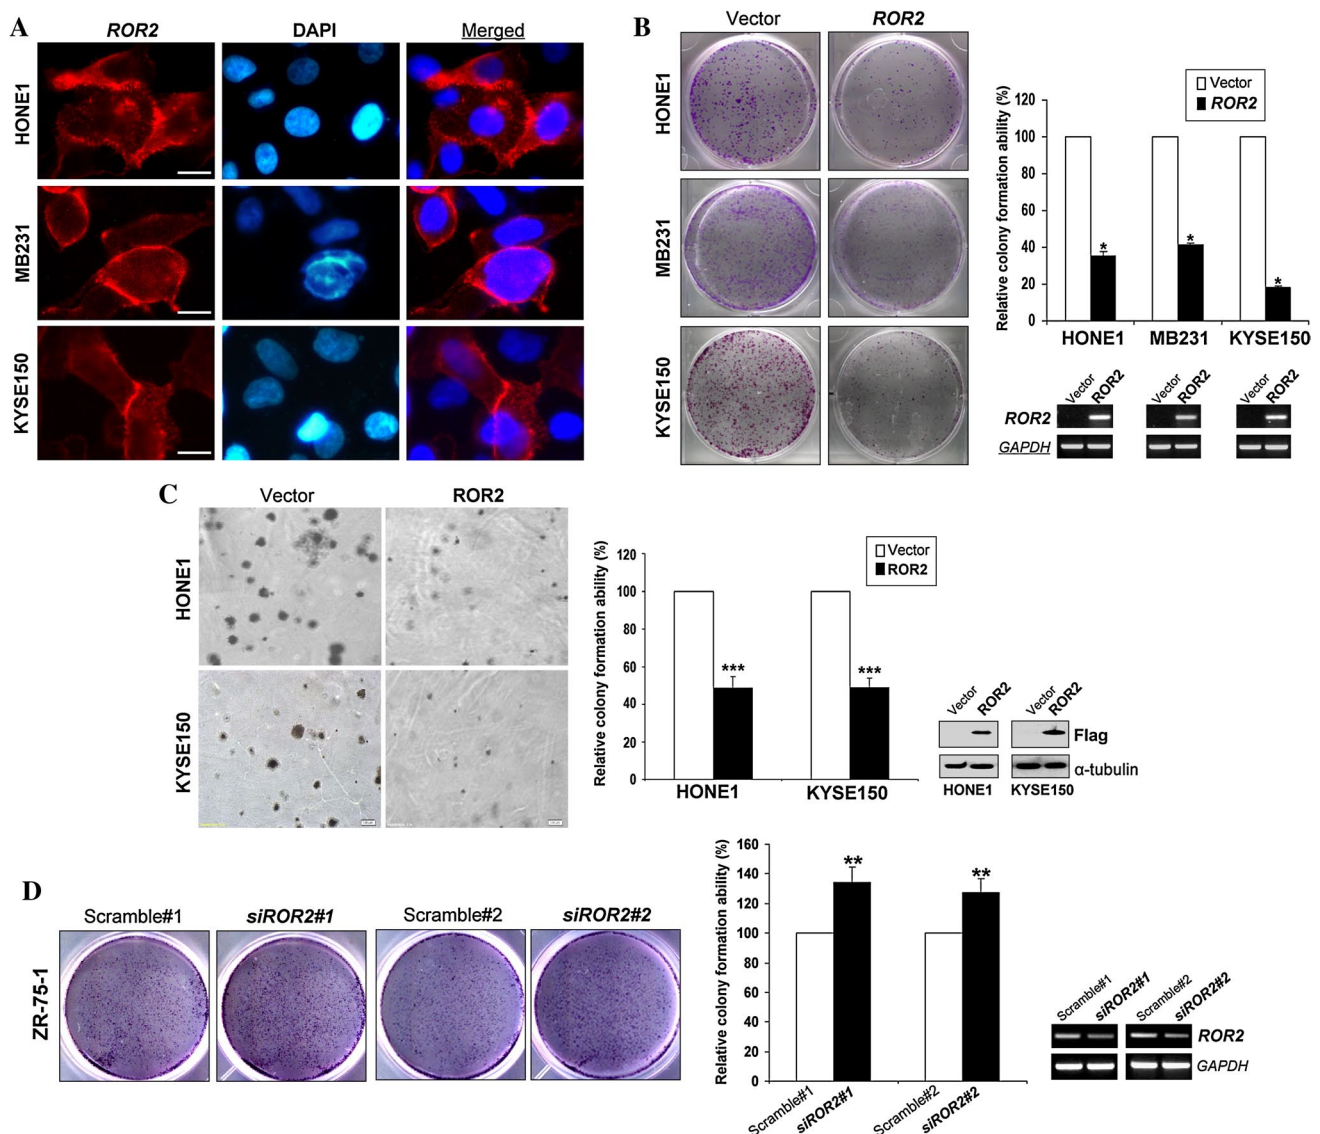 A
ROR2 DAPI Merged
HONE1
MB231
KYSE150
B
Vector ROR2
HONE1
MB231
KYSE150
Relative colony formation ability (%)
Vector
ROR2
120
100
80
60
40
20
0
*
*
*
HONE1 MB231 KYSE150
Vector ROR2 Vector ROR2 Vector ROR2
ROR2
GAPDH
C
Vector ROR2
HONE1
KYSE150
Relative colony formation ability (%)
Vector
ROR2
120
100
80
60
40
20
0
***
***
HONE1 KYSE150
Vector ROR2 Vector ROR2
Flag
α-tubulin
HONE1 KYSE150
D
Scramble#1 siROR2#1 Scramble#2 siROR2#2
ZR-75-1
Relative colony formation ability (%)
160
140
120
100
80
60
40
20
0
**
**
Scramble#1 siROR2#1 Scramble#2 siROR2#2
Scramble#1 siROR2#1 Scramble#2 siROR2#2
ROR2
GAPDH